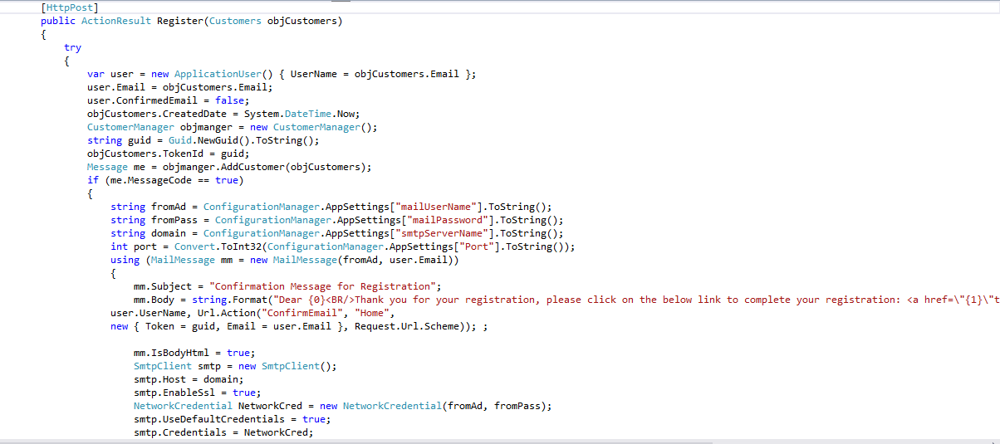 [HttpPost]
public ActionResult Register(Customers objCustomers)
{
try
{
var user = new ApplicationUser() { UserName = objCustomers.Email };
user.Email = objCustomers.Email;
user.ConfirmedEmail = false;
objCustomers.CreatedDate = System.DateTime.Now;
CustomerManager objmanger = new CustomerManager();
string guid = Guid.NewGuid().ToString();
objCustomers.TokenId = guid;
Message me = objmanger.AddCustomer(objCustomers);
if (me.MessageCode == true)
{
string fromAd = ConfigurationManager.AppSettings["mailUserName"].ToString();
string fromPass = ConfigurationManager.AppSettings["mailPassword"].ToString();
string domain = ConfigurationManager.AppSettings["smtpServerName"].ToString();
int port = Convert.ToInt32(ConfigurationManager.AppSettings["Port"].ToString());
using (MailMessage mm = new MailMessage(fromAd, user.Email))
{
mm.Subject = "Confirmation Message for Registration";
mm.Body = string.Format("Dear {0}<BR/>Thank you for your registration, please click on the below link to complete your registration: <a href=\"{1}\"t
user.UserName, Url.Action("ConfirmEmail", "Home",
new { Token = guid, Email = user.Email }, Request.Url.Scheme)); ;
mm.IsBodyHtml = true;
SmtpClient smtp = new SmtpClient();
smtp.Host = domain;
smtp.EnableSsl = true;
NetworkCredential NetworkCred = new NetworkCredential(fromAd, fromPass);
smtp.UseDefaultCredentials = true;
smtp.Credentials = NetworkCred;